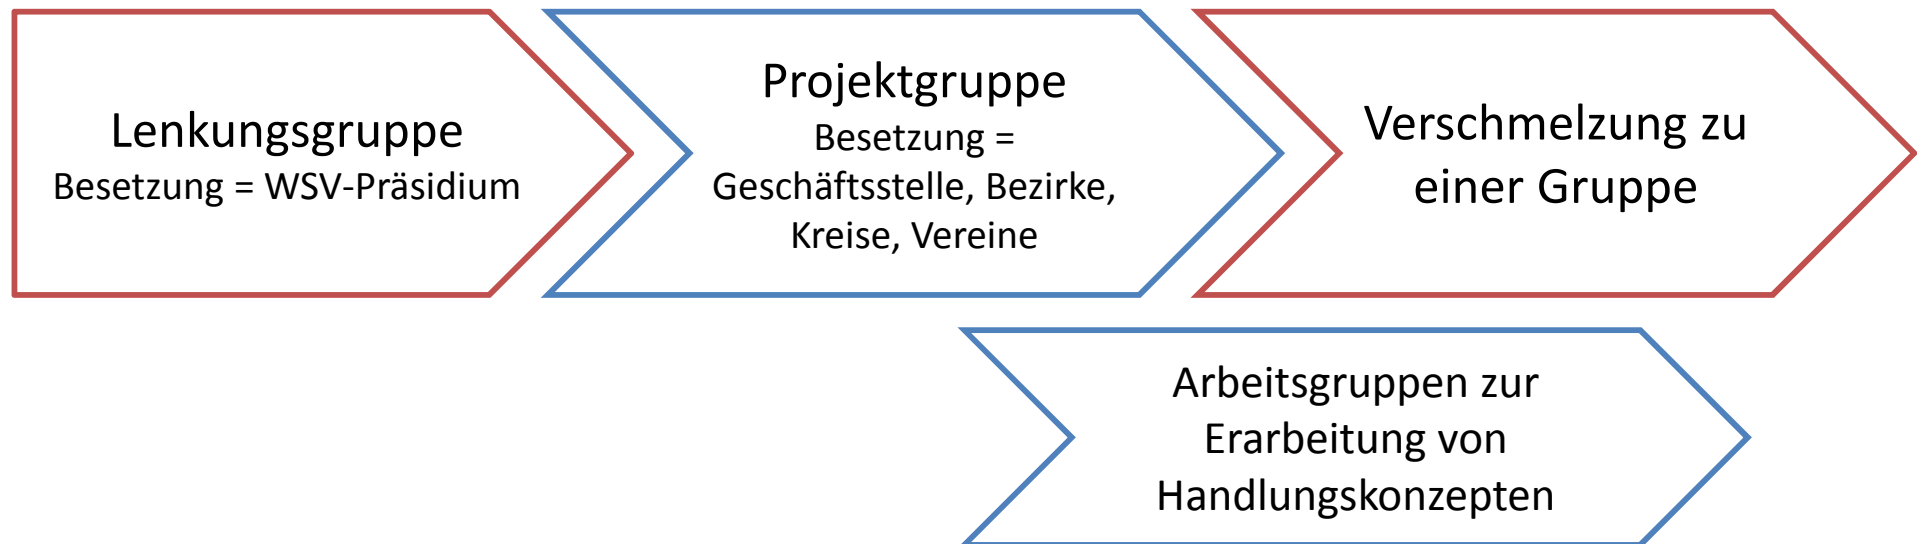 Lenkungsgruppe
Besetzung = WSV-Präsidium
Projektgruppe
Besetzung =
Geschäftsstelle, Bezirke,
Kreise, Vereine
Verschmelzung zu
einer Gruppe
Arbeitsgruppen zur
Erarbeitung von
Handlungskonzepten